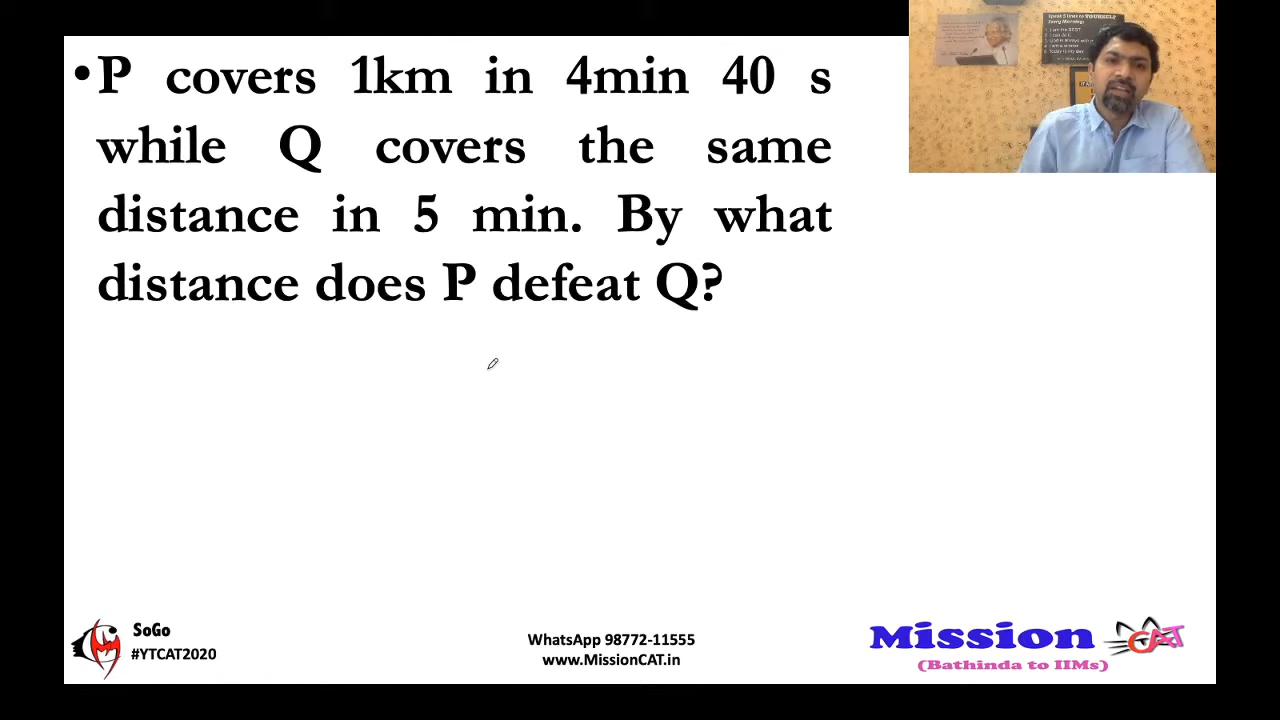 •P covers 1km in 4min 40 s
while Q covers the same
distance in 5 min. By what
distance does P defeat Q?
SoGo
#YTCAT2020
WhatsApp 98772-11555
www.MissionCAT.in
Mission CAT
(Bathinda to IIMs)